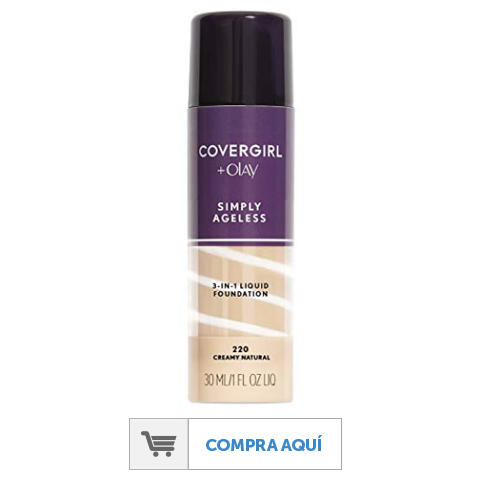 COVERGIRL
+OLAY
SIMPLY
AGELESS
3-IN-1 LIQUID
FOUNDATION
220
CREAMY NATURAL
30 ML/1 FL OZ LIQ
COMPRA AQUÍ